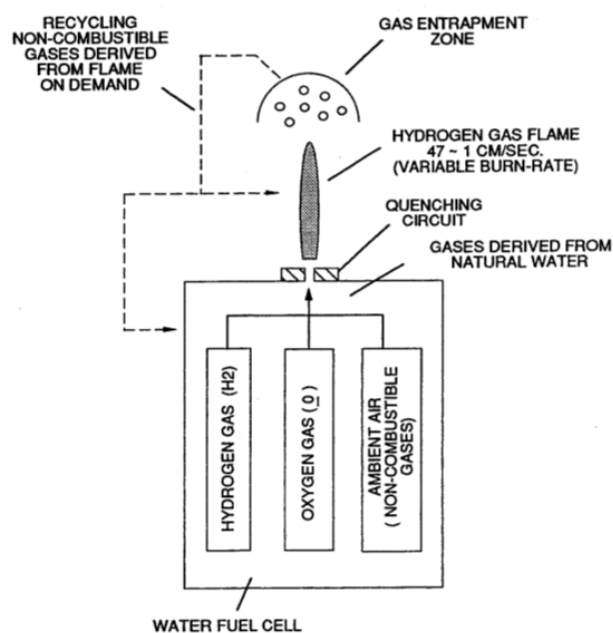 RECYCLING
NON-COMBUSTIBLE
GASES DERIVED
FROM FLAME
ON DEMAND
GAS ENTRAPMENT
ZONE
HYDROGEN GAS FLAME
47 ~ 1 CM/SEC.
(VARIABLE BURN-RATE)
QUENCHING
CIRCUIT
GASES DERIVED FROM
NATURAL WATER
HYDROGEN GAS (H2)
OXYGEN GAS (O)
AMBIENT AIR
( NON-COMBUSTIBLE
GASES)
WATER FUEL CELL